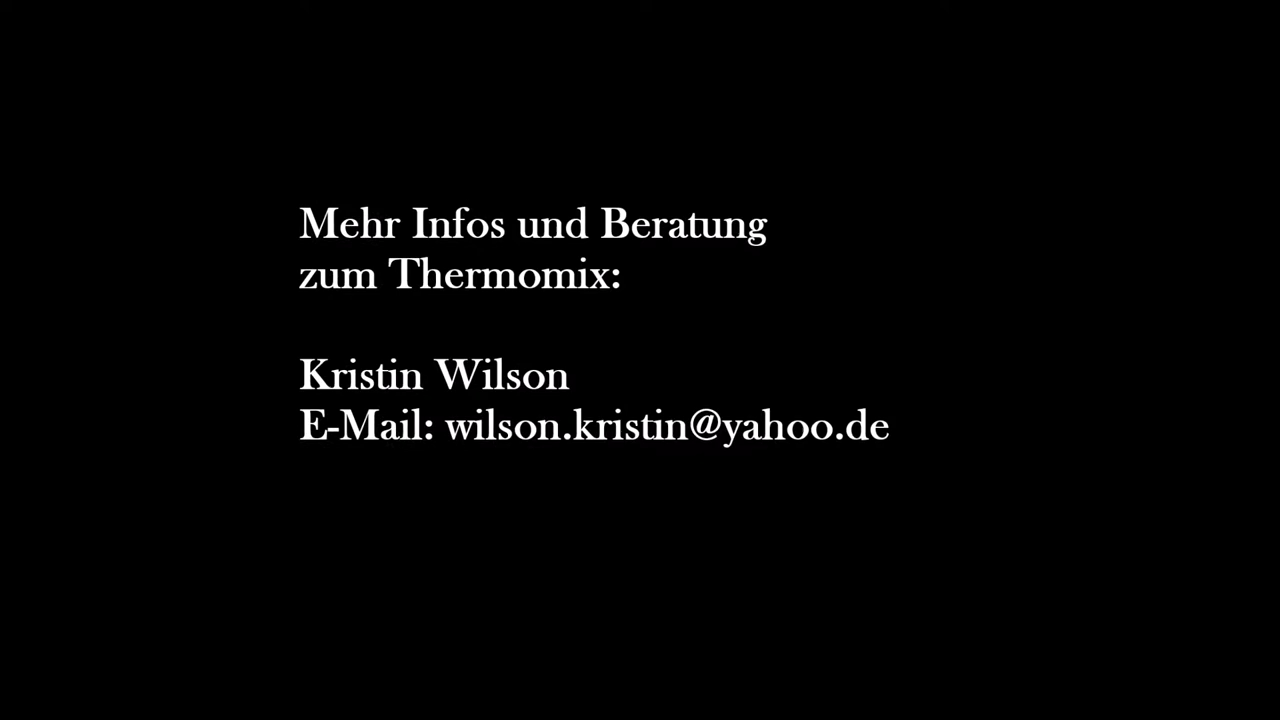 Mehr Infos und Beratung
zum Thermomix:
Kristin Wilson
E-Mail: wilson.kristin@yahoo.de